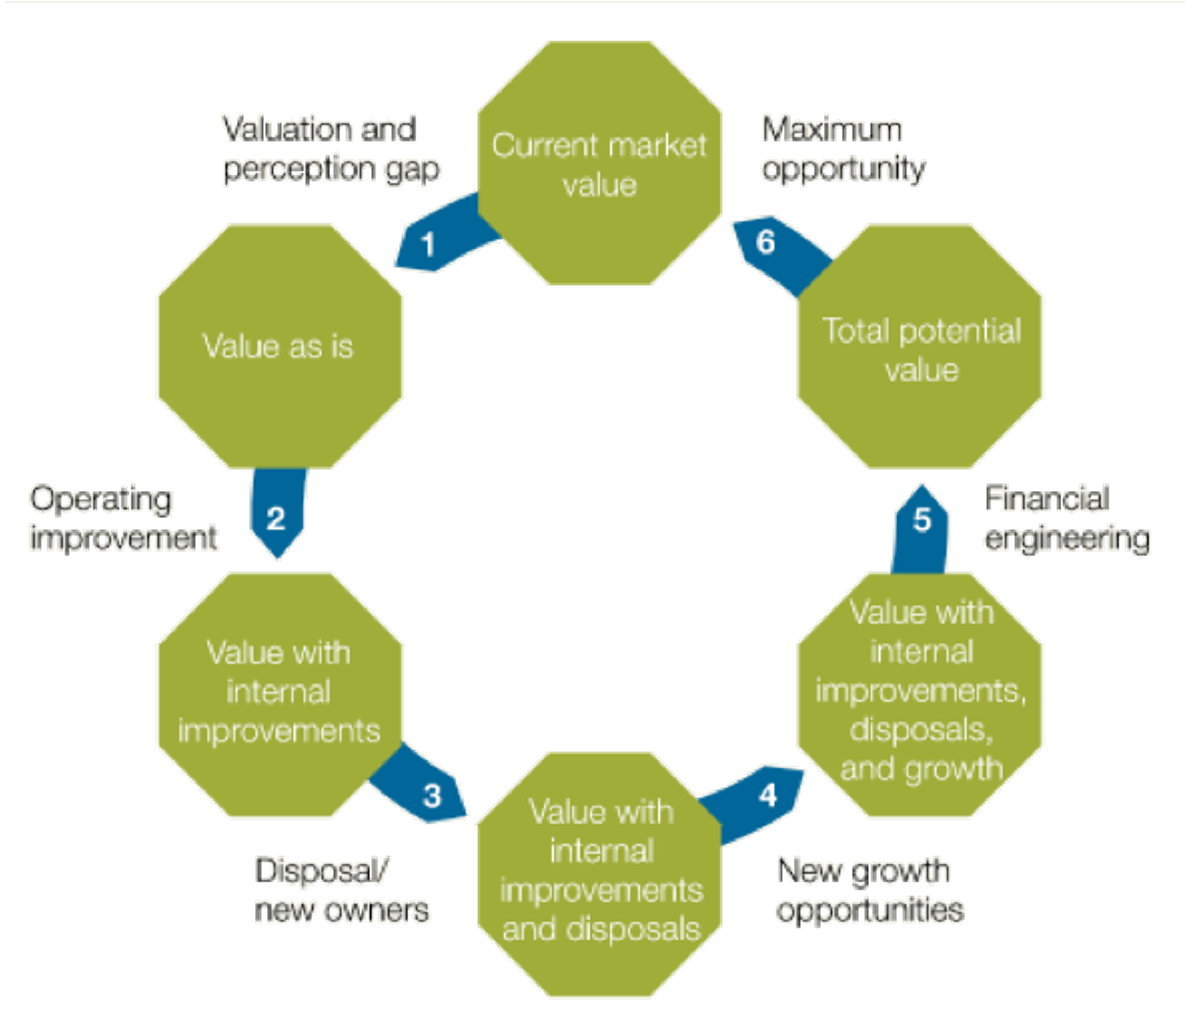 Current market
value
Valuation and
perception gap
1
Value as is
Operating
improvement
2
Value with
internal
improvements
3
Disposal/
new owners
Value with
internal
improvements
and disposals
4
New growth
opportunities
Value with
internal
improvements,
disposals,
and growth
5
Financial
engineering
Total potential
value
6
Maximum
opportunity